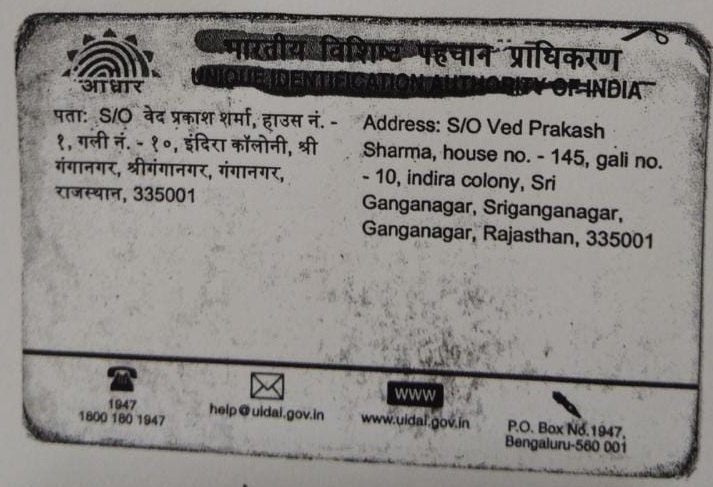 भारतीय विशिष्ट पहचान प्राधिकरण
UNIQUE IDENTIFICATION AUTHORITY OF INDIA
आधार
पता: S/O वेद प्रकाश शर्मा, हाउस नं. -
१, गली नं. - १०, इंदिरा कॉलोनी, श्री
गंगानगर, श्रीगंगानगर, गंगानगर,
राजस्थान, 335001
Address: S/O Ved Prakash
Sharma, house no. - 145, gali no.
- 10, indira colony, Sri
Ganganagar, Sriganganagar,
Ganganagar, Rajasthan, 335001
1947
1800 180 1947
help@uidai.gov.in
WWW
www.uidai.gov.in
P.O. Box No.1947,
Bengaluru-560 001